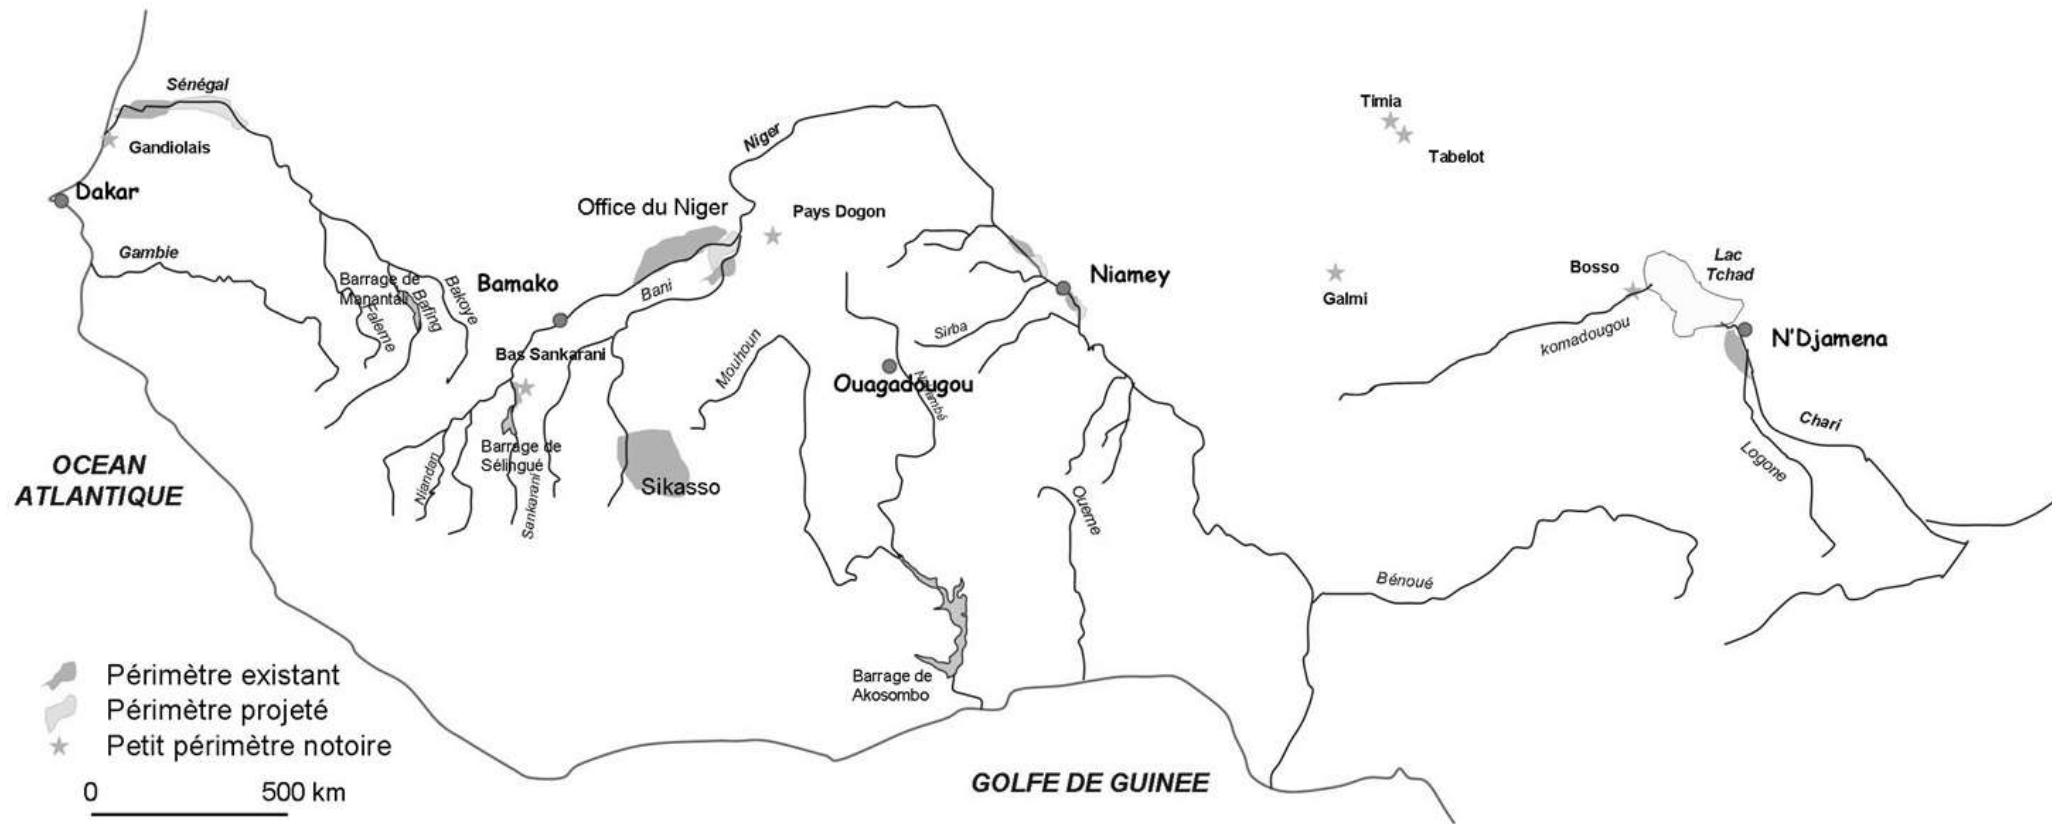 Sénégal
Timia
Niger
Gandiolais
Tabelot
Dakar
Office du Niger
Pays Dogon
Gambie
Lac
Tchad
Bosso
Niamey
Barrage de
Manantali
Bakoye
Bamako
Bani
Galmi
Bafing
Faleme
Sirba
komadougou
N'Djamena
Bas Sankarani
Mouhoun
Ouagadougou
Chari
Barrage de
Sélingué
OCEAN
ATLANTIQUE
Niandan
Sankarani
Sikasso
Logone
Oueme
Bénoué
Périmètre existant
Barrage de
Akosombo
Périmètre projeté
Petit périmètre notoire
GOLFE DE GUINEE
0 500 km